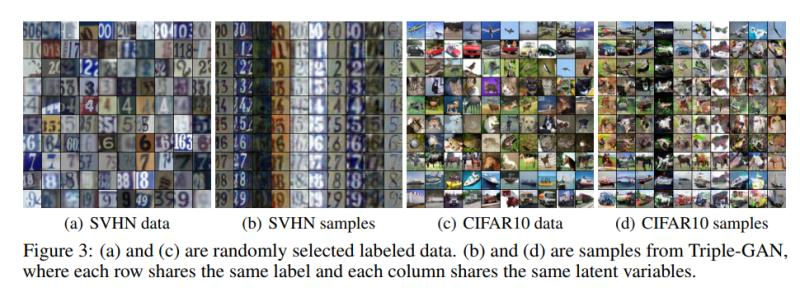 (a) SVHN data (b) SVHN samples (c) CIFAR10 data (d) CIFAR10 samples
Figure 3: (a) and (c) are randomly selected labeled data. (b) and (d) are samples from Triple-GAN,
where each row shares the same label and each column shares the same latent variables.